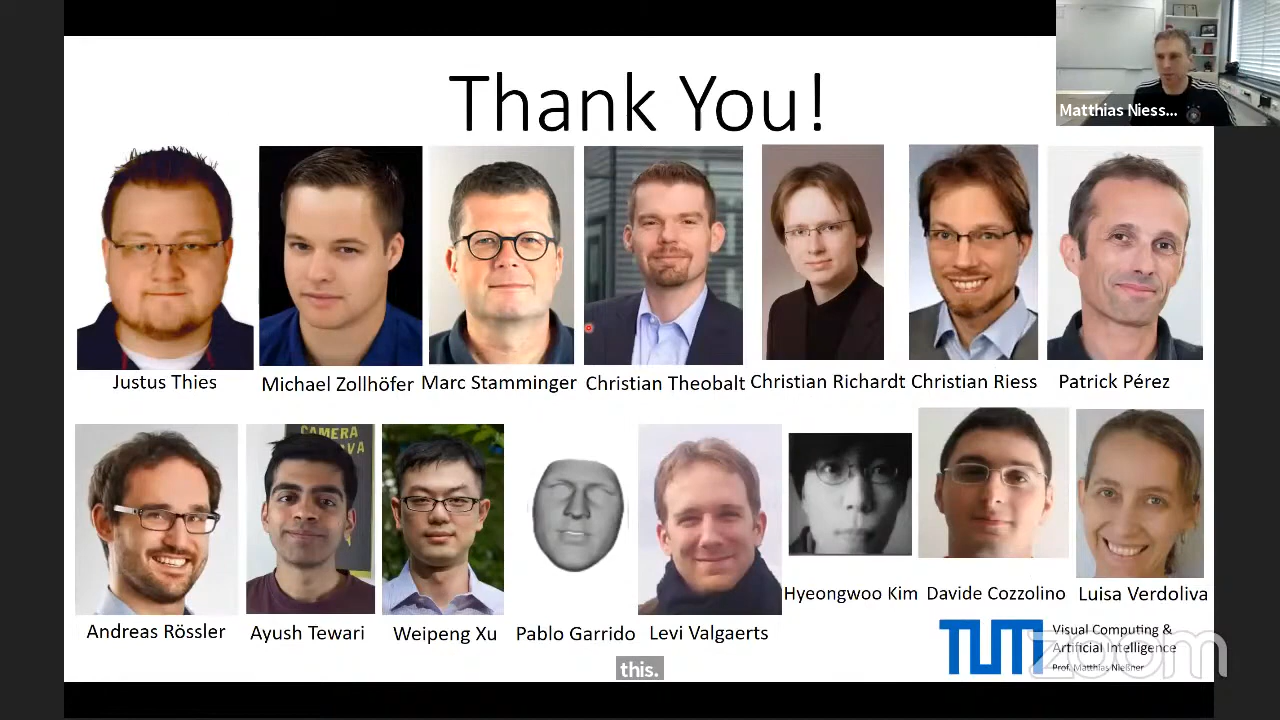 Thank You!
Matthias Niess...
Justus Thies
Michael Zollhöfer
Marc Stamminger
Christian Theobalt
Christian Richardt
Christian Riess
Patrick Pérez
CAMERA
Andreas Rössler
Ayush Tewari
Weipeng Xu
Pablo Garrido
Levi Valgaerts
Hyeongwoo Kim
Davide Cozzolino
Luisa Verdoliva
TUM
Visual Computing &
Artificial Intelligence
Prof. Matthias Nießner
zoom
this.